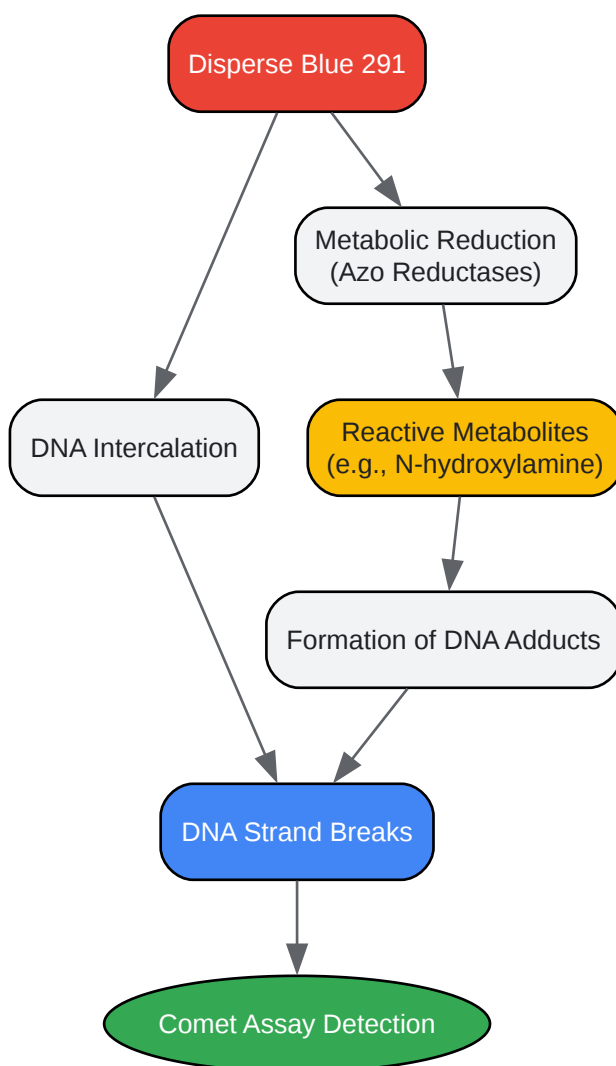 Disperse Blue 291
Metabolic Reduction
(Azo Reductases)
DNA Intercalation
Reactive Metabolites
(e.g., N-hydroxylamine)
Formation of DNA Adducts
DNA Strand Breaks
Comet Assay Detection